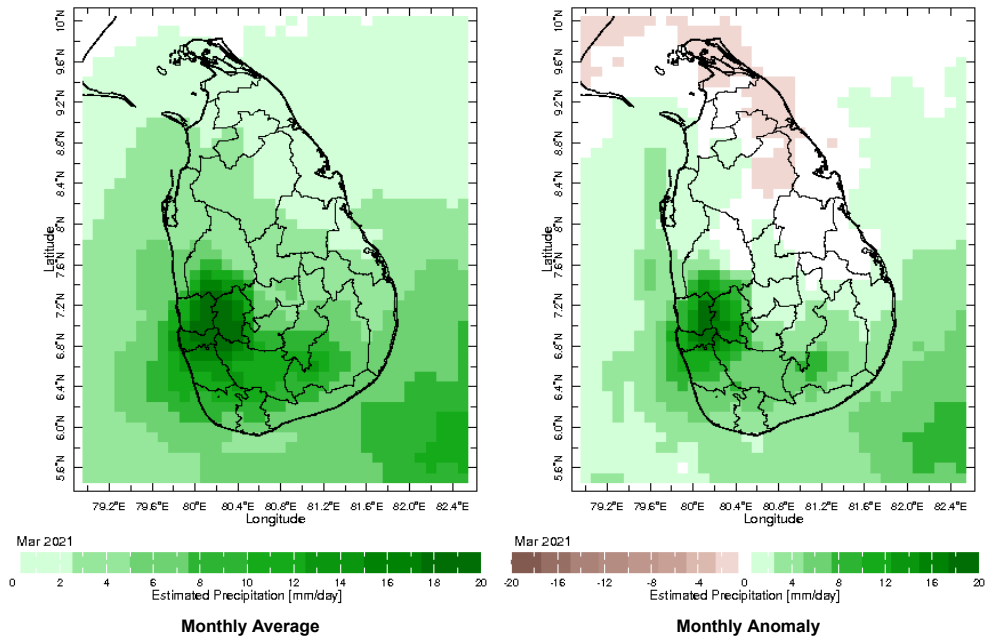 10°N
9.6°N
9.2°N
8.8°N
8.4°N
8°N
7.6°N
7.2°N
6.8°N
6.4°N
6.0°N
5.6°N
Latitude
79.2°E 79.6°E 80°E 80.4°E 80.8°E 81.2°E 81.6°E 82.0°E 82.4°E
Longitude
Mar 2021
0 2 4 6 8 10 12 14 16 18 20
Estimated Precipitation [mm/day]
Monthly Average
10°N
9.6°N
9.2°N
8.8°N
8.4°N
8°N
7.6°N
7.2°N
6.8°N
6.4°N
6.0°N
5.6°N
Latitude
79.2°E 79.6°E 80°E 80.4°E 80.8°E 81.2°E 81.6°E 82.0°E 82.4°E
Longitude
Mar 2021
-20 -16 -12 -8 -4 0 4 8 12 16 20
Estimated Precipitation [mm/day]
Monthly Anomaly